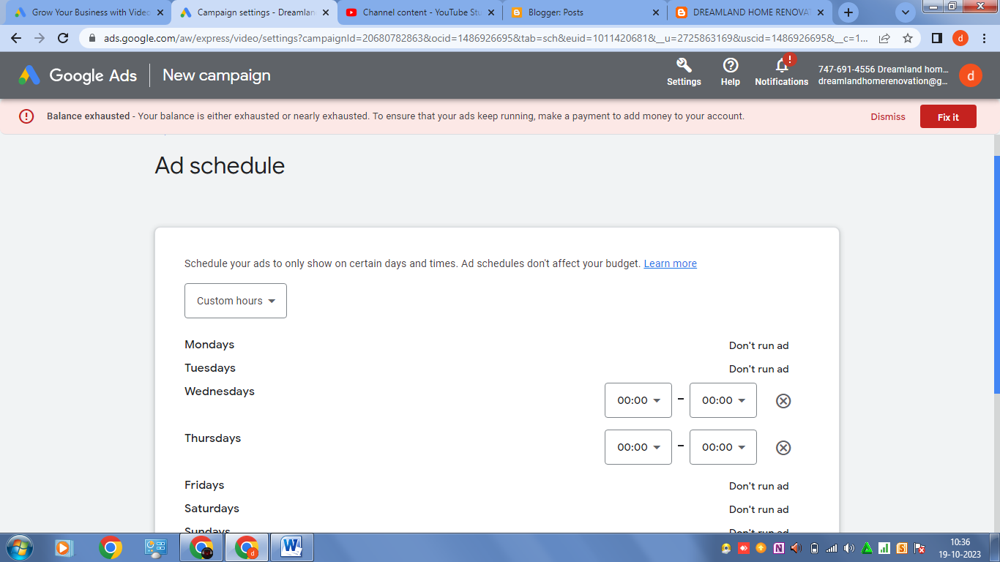 Grow Your Business with Video
Campaign settings - Dreamlan
Channel content - YouTube Stu
Blogger: Posts
DREAMLAND HOME RENOVAT
ads.google.com/aw/express/video/settings?campaignId=20680782863&ocid=1486926695&tab=sch&euid=1011420681&__u=2725863169&uscid=1486926695&__c=1...
d
Google Ads
New campaign
Settings
Help
!
Notifications
747-691-4556 Dreamland hom...
dreamlandhomerenovation@g...
d
Balance exhausted - Your balance is either exhausted or nearly exhausted. To ensure that your ads keep running, make a payment to add money to your account.
Dismiss
Fix it
Ad schedule
Schedule your ads to only show on certain days and times. Ad schedules don't affect your budget. Learn more
Custom hours
Mondays Don't run ad
Tuesdays Don't run ad
Wednesdays 00:00 - 00:00
Thursdays 00:00 - 00:00
Fridays Don't run ad
Saturdays Don't run ad
Sundays Don't run ad
10:36
19-10-2023